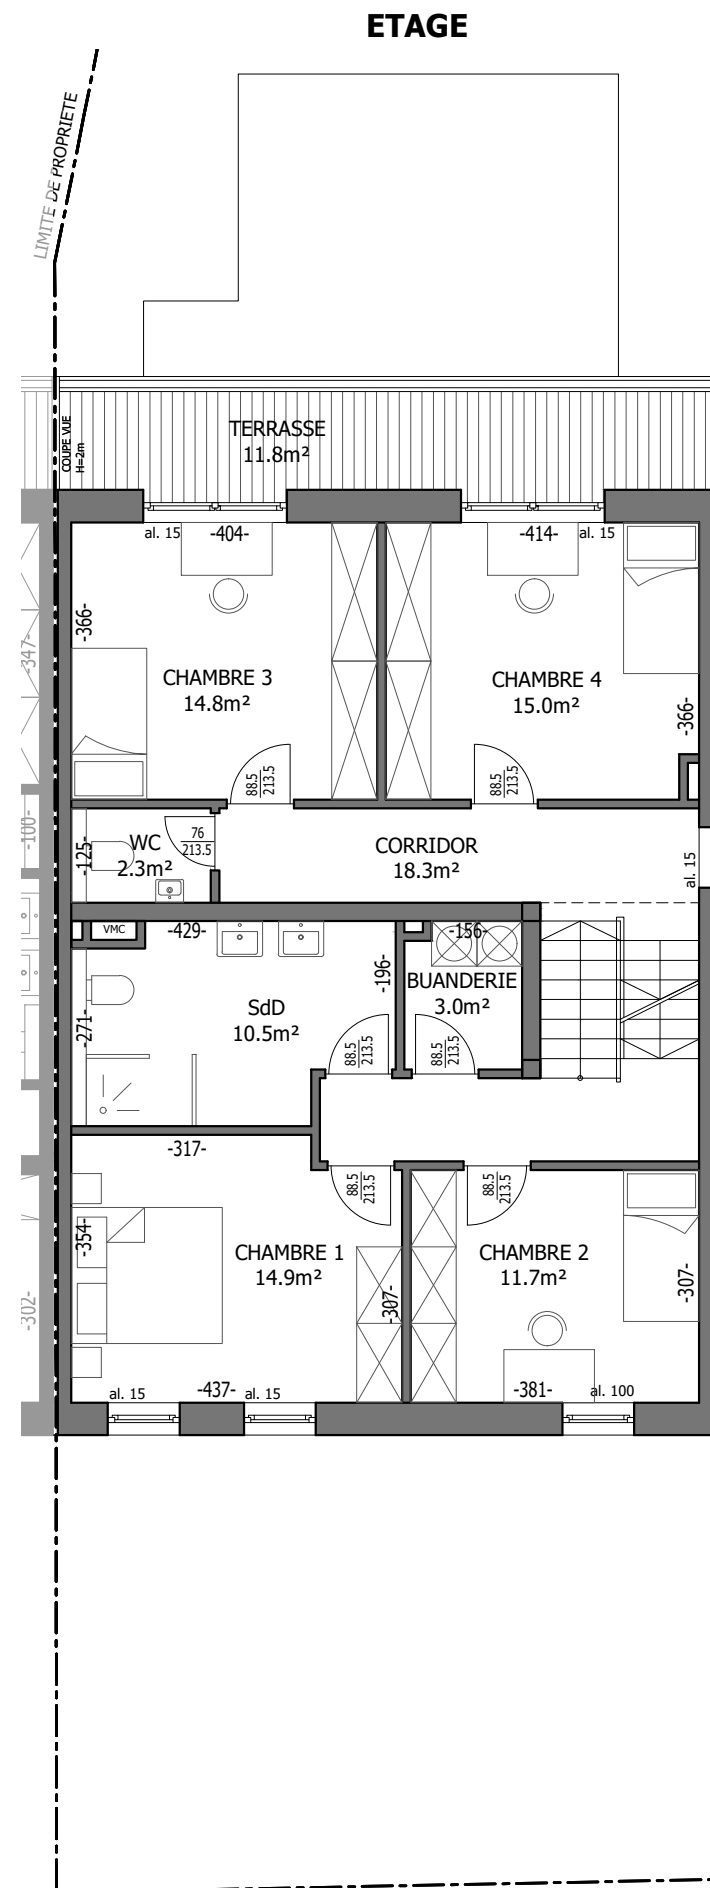 ETAGE
LIMITE DE PROPRIETE
COUPE VUE
H=2m
TERRASSE
11.8m²
al. 15
-404-
-414-
al. 15
-366-
-347-
CHAMBRE 3
14.8m²
CHAMBRE 4
15.0m²
-366-
88.5
213.5
88.5
213.5
-100-
-125-
WC
2.3m²
76
213.5
CORRIDOR
18.3m²
al. 15
VMC
-429-
-156-
-196-
BUANDERIE
3.0m²
SdD
10.5m²
-271-
88.5
213.5
88.5
213.5
-317-
88.5
213.5
88.5
213.5
-354-
CHAMBRE 1
14.9m²
CHAMBRE 2
11.7m²
-302-
-307-
-307-
al. 15
-437-
al. 15
-381-
al. 100